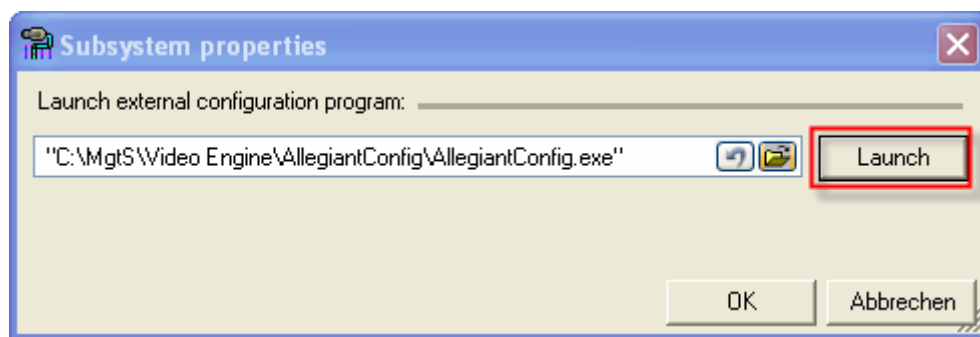 Subsystem properties
Launch external configuration program:
"C:\MgtS\Video Engine\AllegiantConfig\AllegiantConfig.exe" Launch
OK Abbrechen